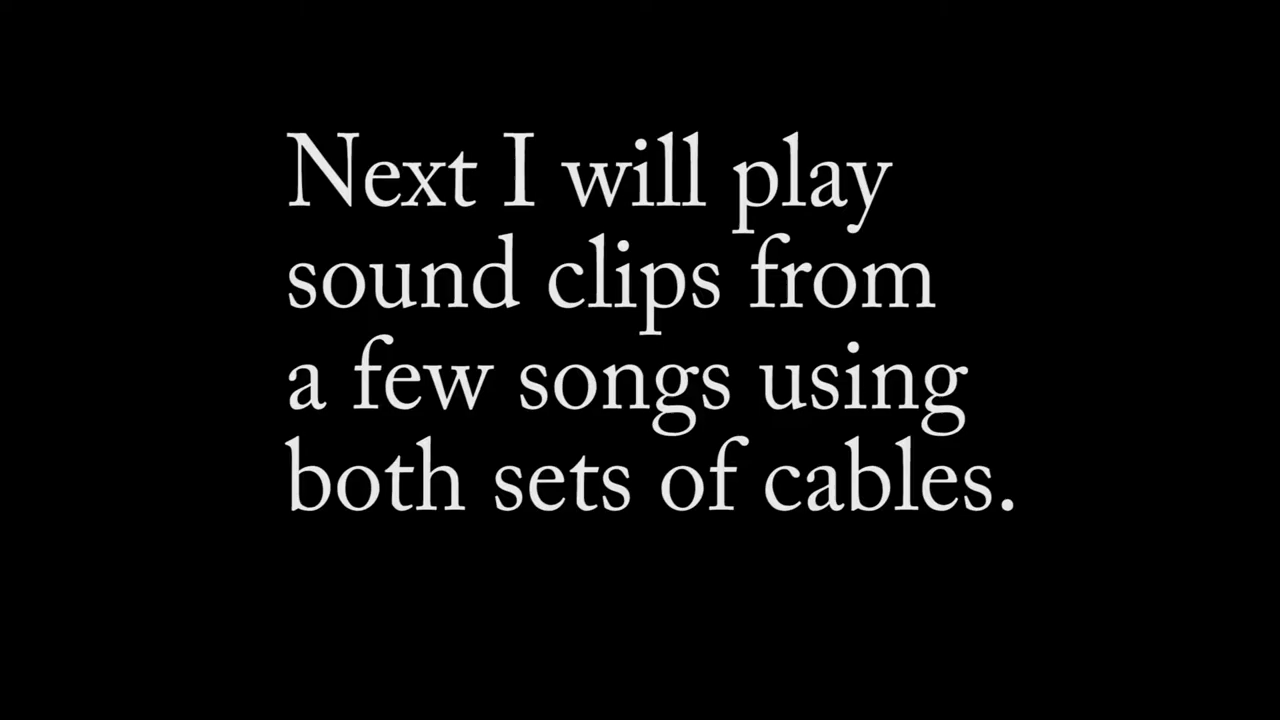 Next I will play
sound clips from
a few songs using
both sets of cables.